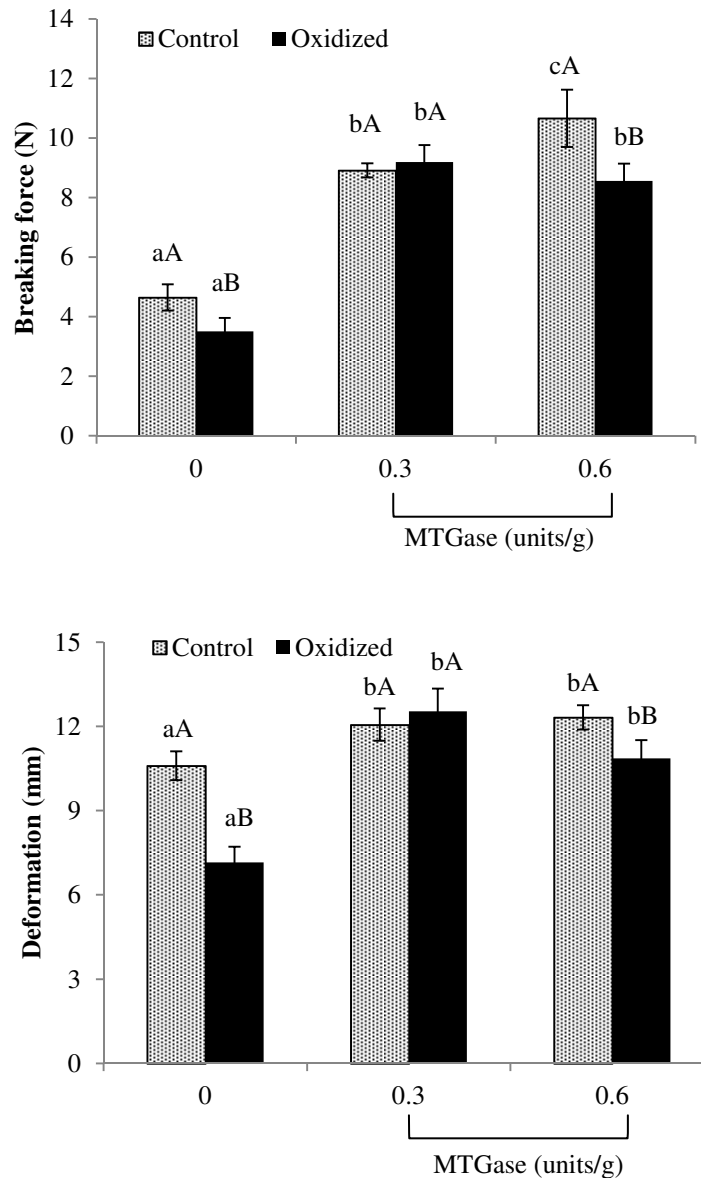 14
Control Oxidized
cA
12
bA bA
bB
10
Breaking force (N)
8
aA
6
aB
4
2
0
0 0.3 0.6
MTGase (units/g)
15
Control Oxidized
bA
bA bA
bB
12
aA
Deformation (mm)
9
aB
6
3
0
0 0.3 0.6
MTGase (units/g)